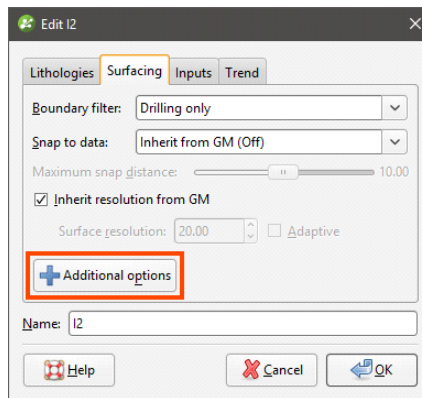 Edit I2
Lithologies Surfacing Inputs Trend
Boundary filter: Drilling only
Snap to data: Inherit from GM (Off)
Maximum snap distance: 10.00
Inherit resolution from GM
Surface resolution: 20.00 Adaptive
Additional options
Name: I2
Help Cancel OK